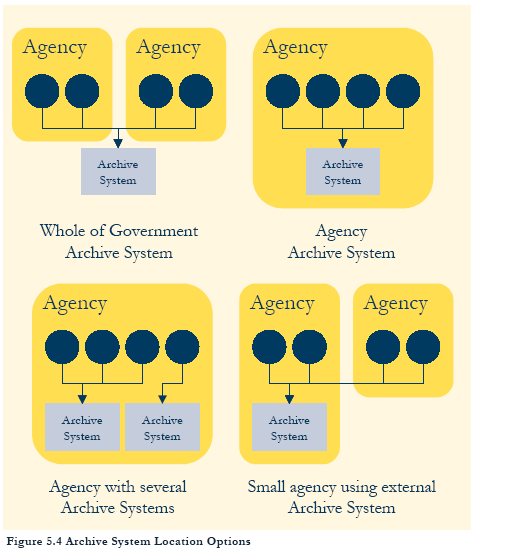 Agency
Agency
Archive
System
Whole of Government
Archive System
Agency
Archive
System
Agency
Archive System
Agency
Archive
System
Archive
System
Agency with several
Archive Systems
Agency
Agency
Archive
System
Small agency using external
Archive System
Figure 5.4 Archive System Location Options